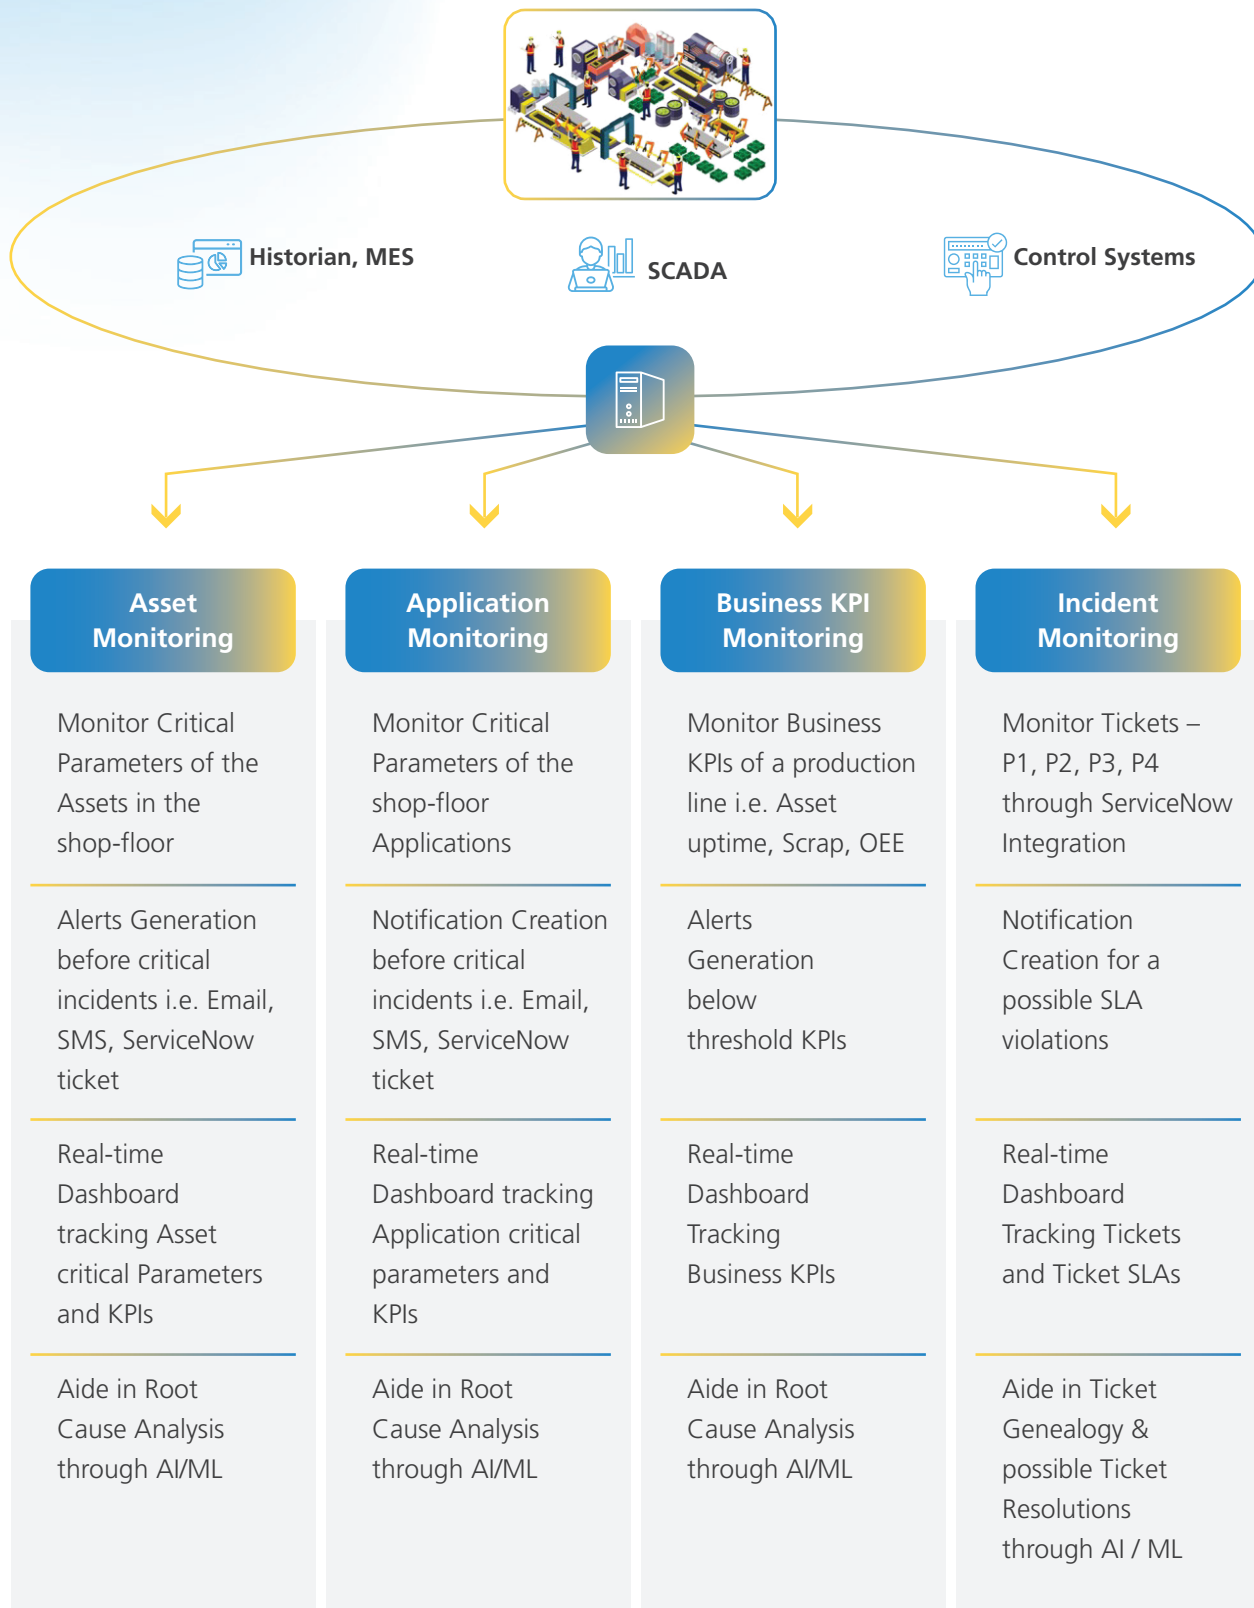 Historian, MES
SCADA
Control Systems
Asset
Monitoring
Monitor Critical
Parameters of the
Assets in the
shop-floor
Alerts Generation
before critical
incidents i.e. Email,
SMS, ServiceNow
ticket
Real-time
Dashboard
tracking Asset
critical Parameters
and KPIs
Aide in Root
Cause Analysis
through AI/ML
Application
Monitoring
Monitor Critical
Parameters of the
shop-floor
Applications
Notification Creation
before critical
incidents i.e. Email,
SMS, ServiceNow
ticket
Real-time
Dashboard tracking
Application critical
parameters and
KPIs
Aide in Root
Cause Analysis
through AI/ML
Business KPI
Monitoring
Monitor Business
KPIs of a production
line i.e. Asset
uptime, Scrap, OEE
Alerts
Generation
below
threshold KPIs
Real-time
Dashboard
Tracking
Business KPIs
Aide in Root
Cause Analysis
through AI/ML
Incident
Monitoring
Monitor Tickets –
P1, P2, P3, P4
through ServiceNow
Integration
Notification
Creation for a
possible SLA
violations
Real-time
Dashboard
Tracking Tickets
and Ticket SLAs
Aide in Ticket
Genealogy &
possible Ticket
Resolutions
through AI / ML